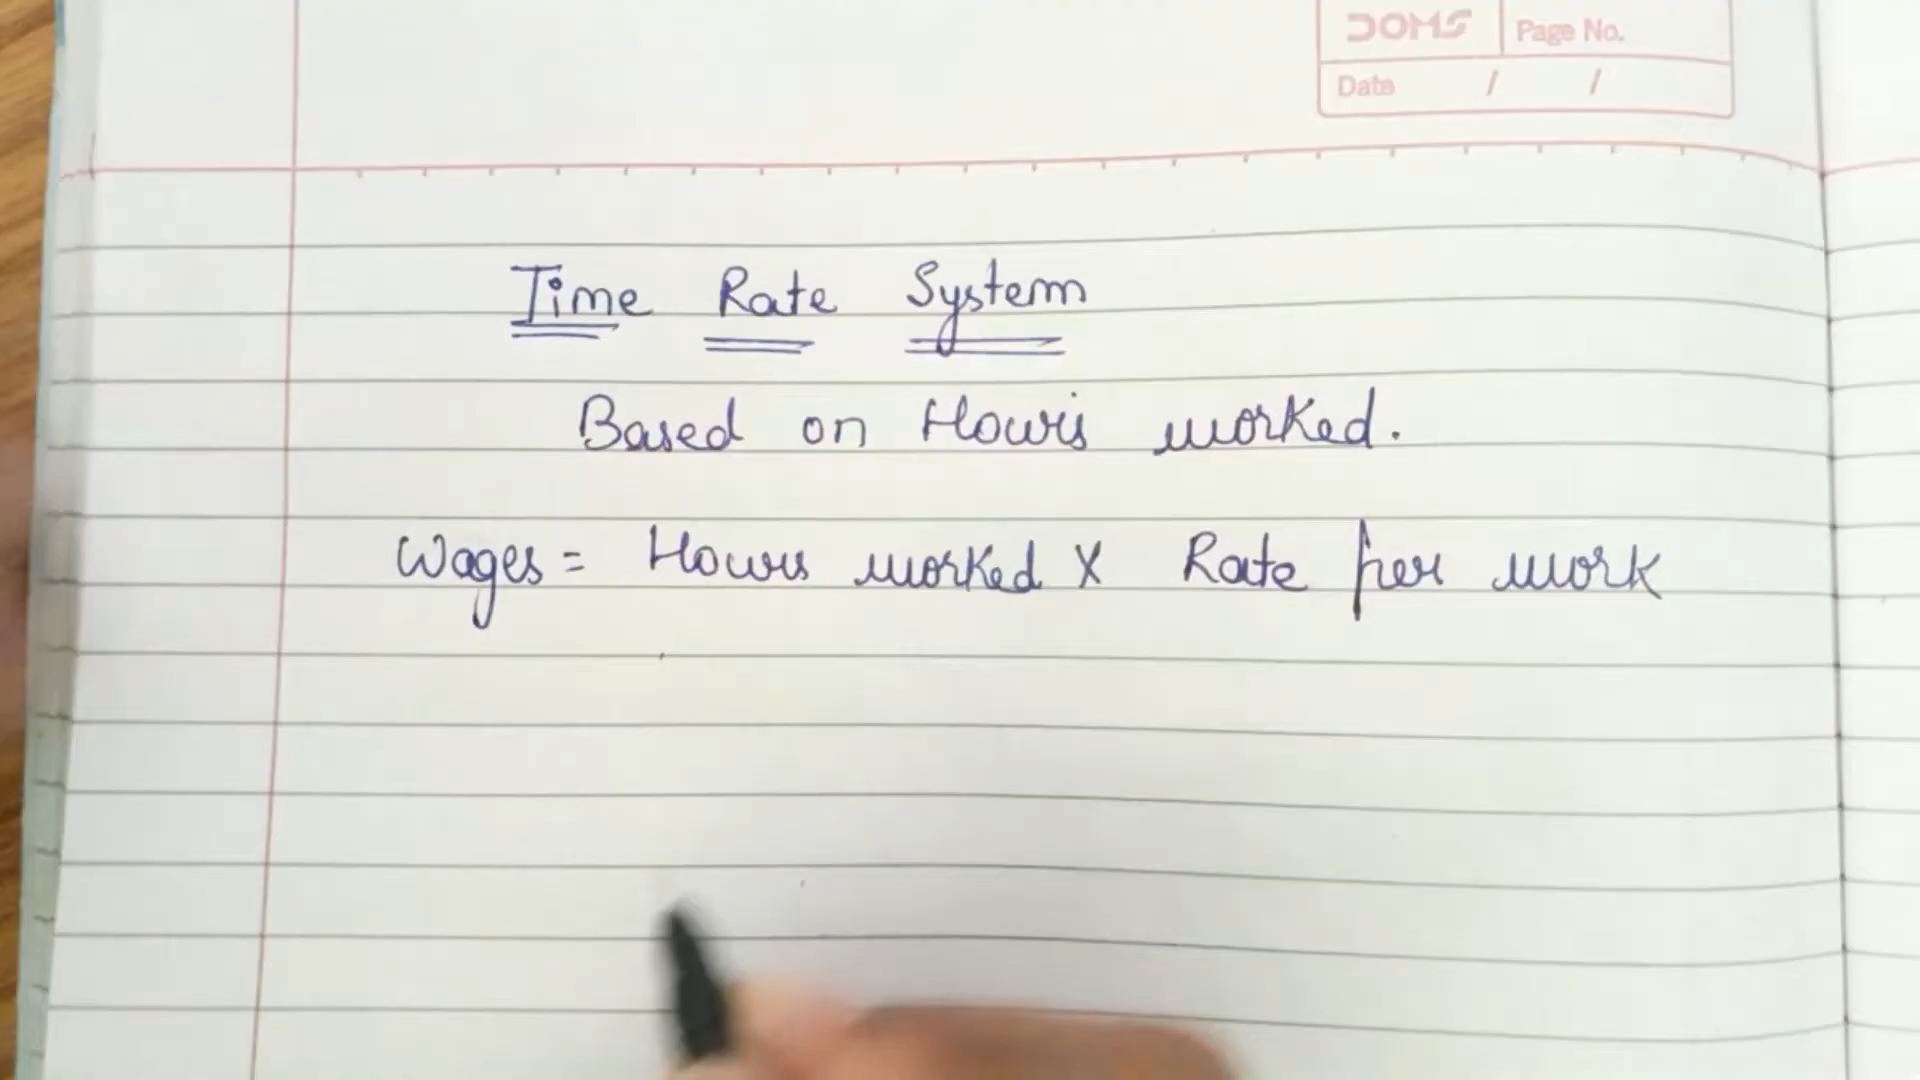 DOMS Page No.
Date / /
Time Rate System
Based on Hours worked.
Wages = Hours worked X Rate per work